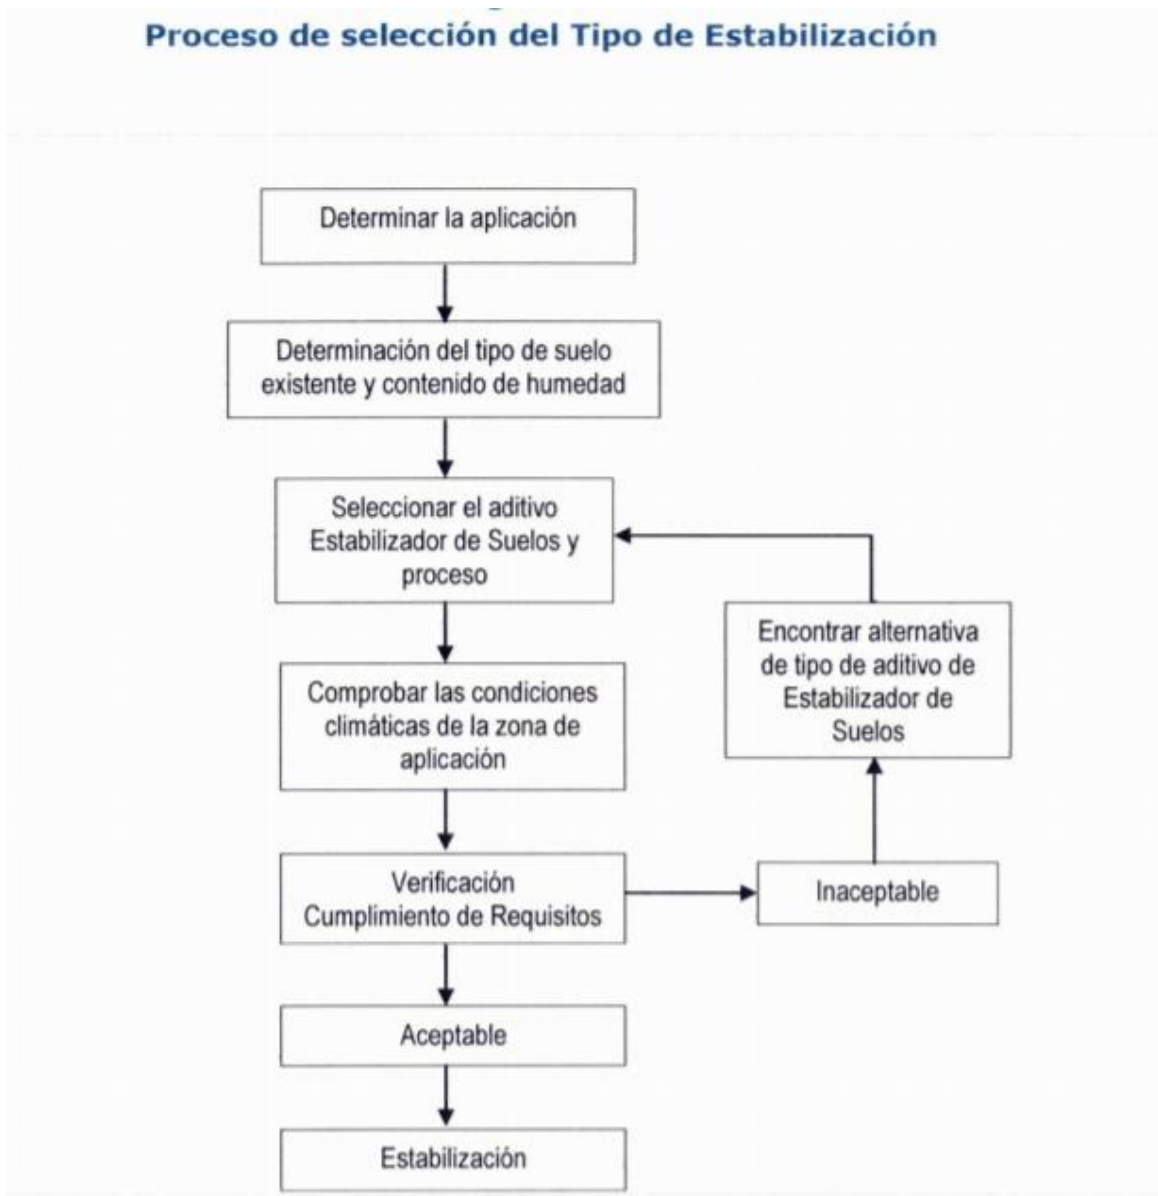 Proceso de selección del Tipo de Estabilización
Determinar la aplicación
Determinación del tipo de suelo
existente y contenido de humedad
Seleccionar el aditivo
Estabilizador de Suelos y
proceso
Encontrar alternativa
de tipo de aditivo de
Estabilizador de
Suelos
Comprobar las condiciones
climáticas de la zona de
aplicación
Verificación
Cumplimiento de Requisitos
Inaceptable
Aceptable
Estabilización